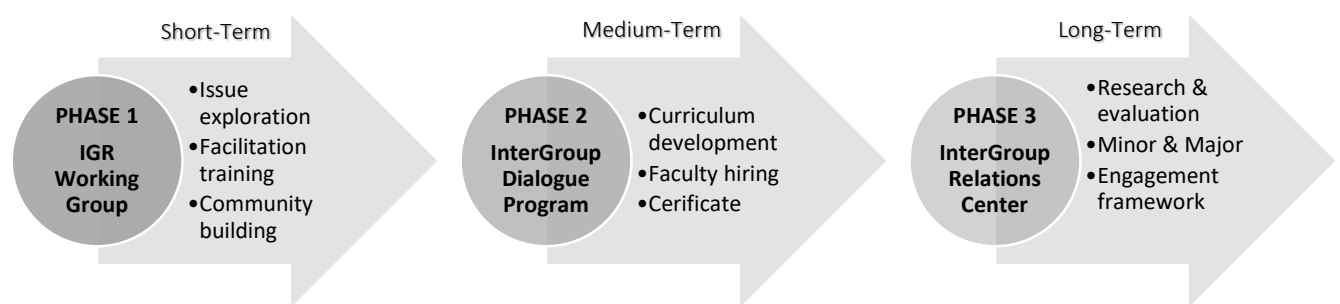 Short-Term
PHASE 1
IGR
Working
Group
•Issue
exploration
•Facilitation
training
•Community
building
Medium-Term
PHASE 2
InterGroup
Dialogue
Program
•Curriculum
development
•Faculty hiring
•Cerificate
Long-Term
PHASE 3
InterGroup
Relations
Center
•Research &
evaluation
•Minor & Major
•Engagement
framework